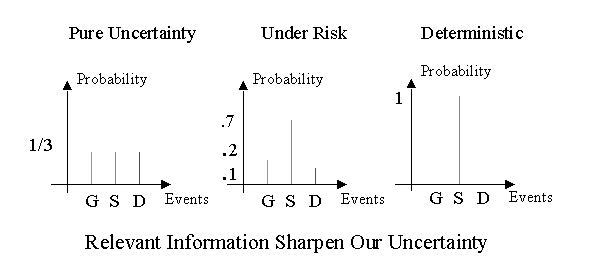 Pure Uncertainty
Under Risk
Deterministic
Probability
1/3
G S D Events
Probability
.7
.2
.1
G S D Events
Probability
1
G S D Events
Relevant Information Sharpen Our Uncertainty